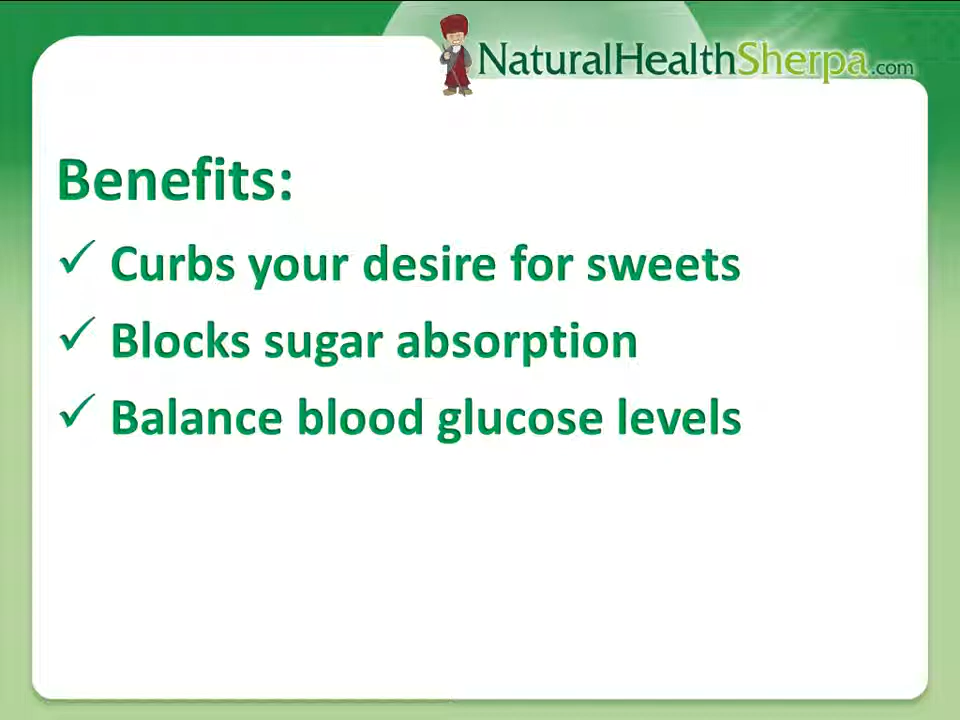 NaturalHealthSherpa.com
Benefits:
✓ Curbs your desire for sweets
✓ Blocks sugar absorption
✓ Balance blood glucose levels